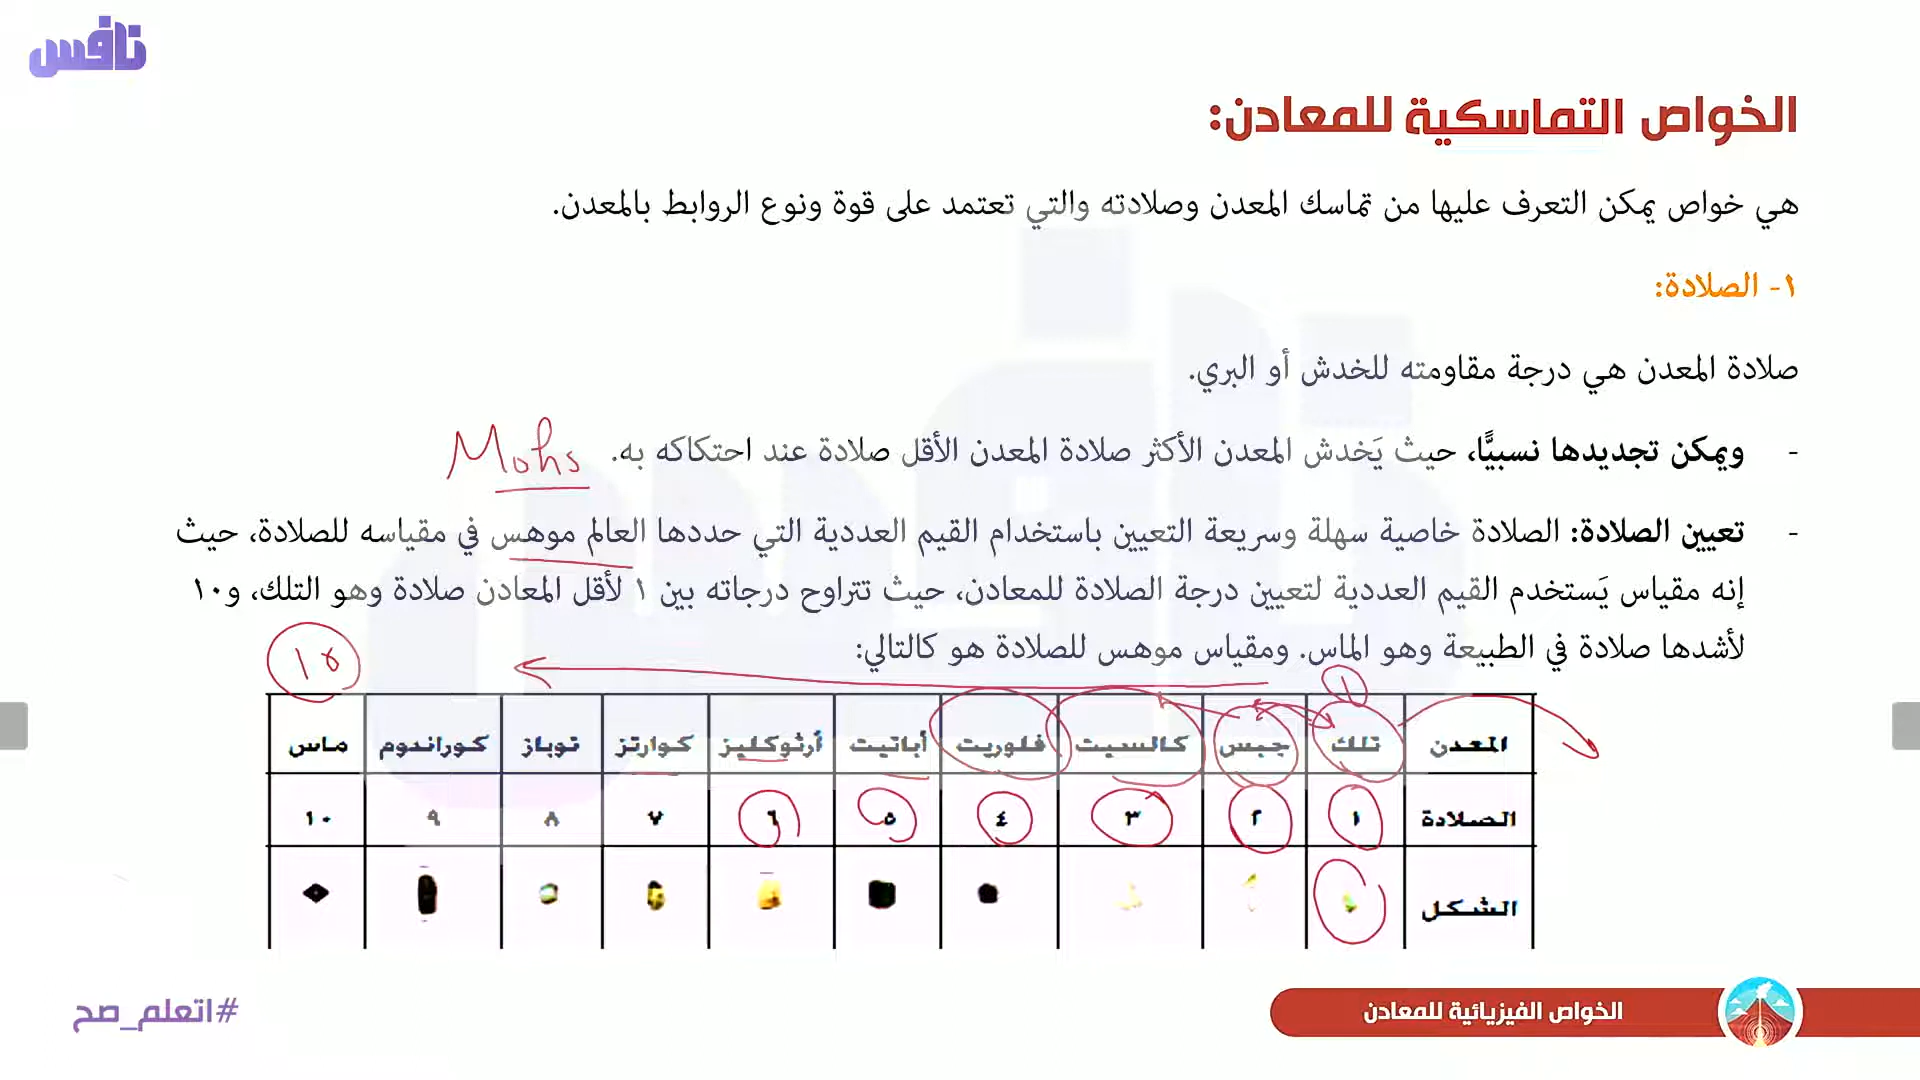 نافس
الخواص التماسكية للمعادن:
هي خواص يمكن التعرف عليها من تماسك المعدن وصلادته والتي تعتمد على قوة ونوع الروابط بالمعدن.
١- الصلادة:
صلادة المعدن هي درجة مقاومته للخدش أو البري.
- ويمكن تجديدها نسبيًّا، حيث يَخدش المعدن الأكثر صلادة المعدن الأقل صلادة عند احتكاكه به.
Mohs
- تعيين الصلادة: الصلادة خاصية سهلة وسريعة التعيين باستخدام القيم العددية التي حددها العالم موهس في مقياسه للصلادة، حيث
إنه مقياس يَستخدم القيم العددية لتعيين درجة الصلادة للمعادن، حيث تتراوح درجاته بين ١ لأقل المعادن صلادة وهو التلك، و١٠
لأشدها صلادة في الطبيعة وهو الماس. ومقياس موهس للصلادة هو كالتالي:
1
10
المعدن تلك جبس كالسيت فلوريت أباتيت أرثوكليز كوارتز توباز كوراندوم ماس
الصلادة ١ ٢ ٣ ٤ ٥ ٦ ٧ ٨ ٩ ١٠
الشكل
الخواص الفيزيائية للمعادن
#اتعلم_صح